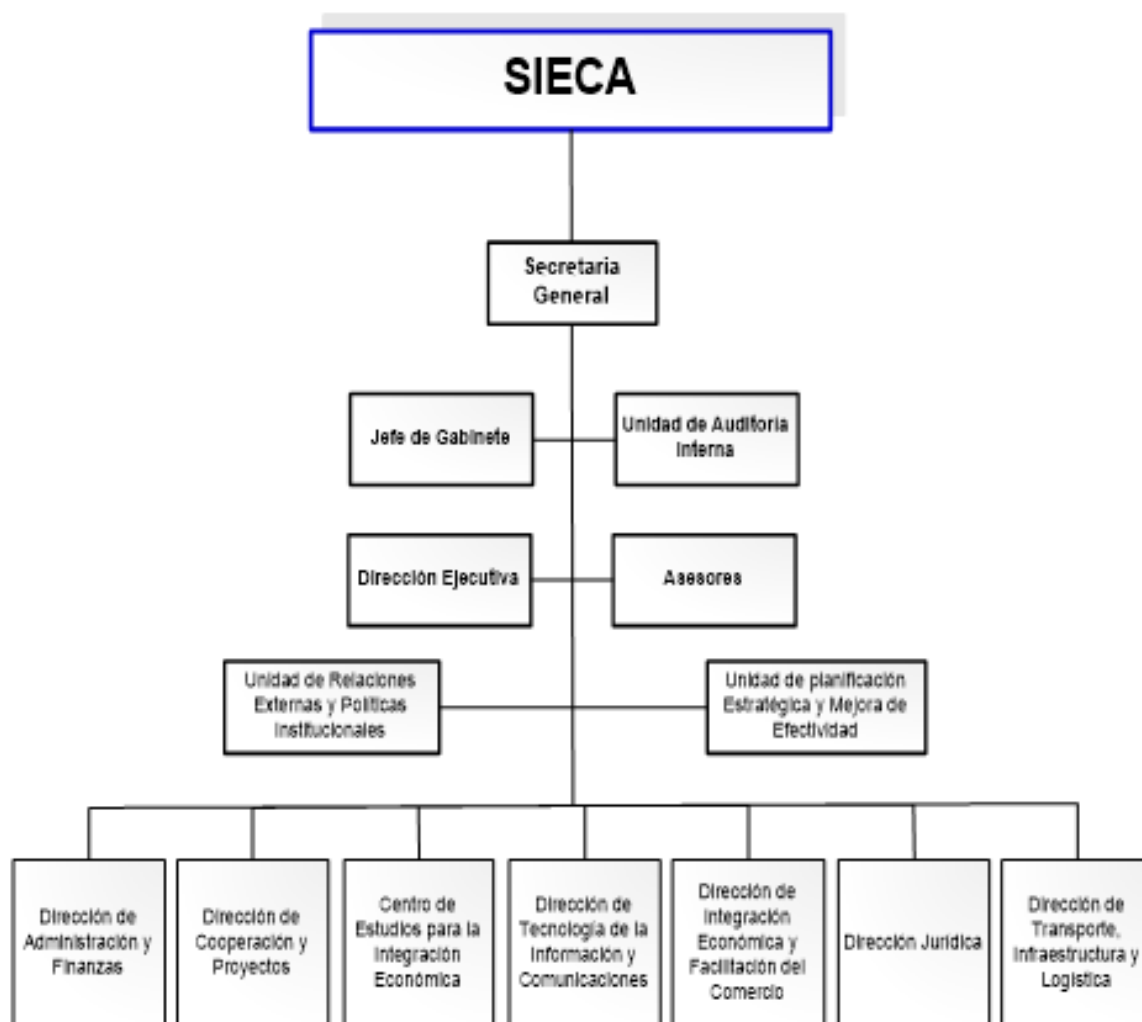 SIECA
Secretaria
General
Jefe de Gabinete
Unidad de Auditoría
Interna
Dirección Ejecutiva
Asesores
Unidad de Relaciones
Externas y Políticas
Institucionales
Unidad de planificación
Estratégica y Mejora de
Efectividad
Dirección de
Administración y
Finanzas
Dirección de
Cooperación y
Proyectos
Centro de
Estudios para la
Integración
Económica
Dirección de
Tecnología de la
Información y
Comunicaciones
Dirección de
Integración
Económica y
Facilitación del
Comercio
Dirección Jurídica
Dirección de
Transporte,
Infraestructura y
Logística